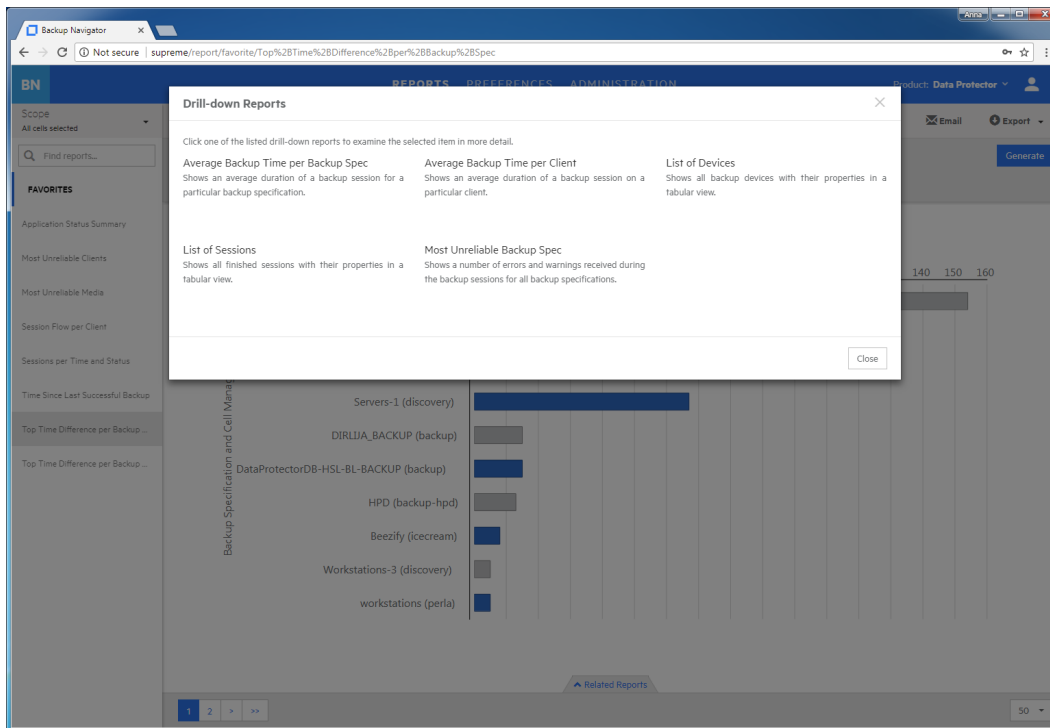 Anna
Backup Navigator
Not secure | supreme/report/favorite/Top%2BTime%2BDifference%2Bper%2BBackup%2BSpec
BN
REPORTS PREFERENCES ADMINISTRATION
Product: Data Protector
Scope
All cells selected
Email
Export
Find reports...
Generate
FAVORITES
Application Status Summary
Most Unreliable Clients
Most Unreliable Media
Session Flow per Client
Sessions per Time and Status
Time Since Last Successful Backup
Top Time Difference per Backup ...
Top Time Difference per Backup ...
Drill-down Reports
Click one of the listed drill-down reports to examine the selected item in more detail.
Average Backup Time per Backup Spec
Shows an average duration of a backup session for a
particular backup specification.
Average Backup Time per Client
Shows an average duration of a backup session on a
particular client.
List of Devices
Shows all backup devices with their properties in a
tabular view.
List of Sessions
Shows all finished sessions with their properties in a
tabular view.
Most Unreliable Backup Spec
Shows a number of errors and warnings received during
the backup sessions for all backup specifications.
Close
140 150 160
Backup Specification and Cell Manag
Servers-1 (discovery)
DIRLIJA_BACKUP (backup)
DataProtectorDB-HSL-BL-BACKUP (backup)
HPD (backup-hpd)
Beezify (icecream)
Workstations-3 (discovery)
workstations (perla)
Related Reports
1 2 > >>
50